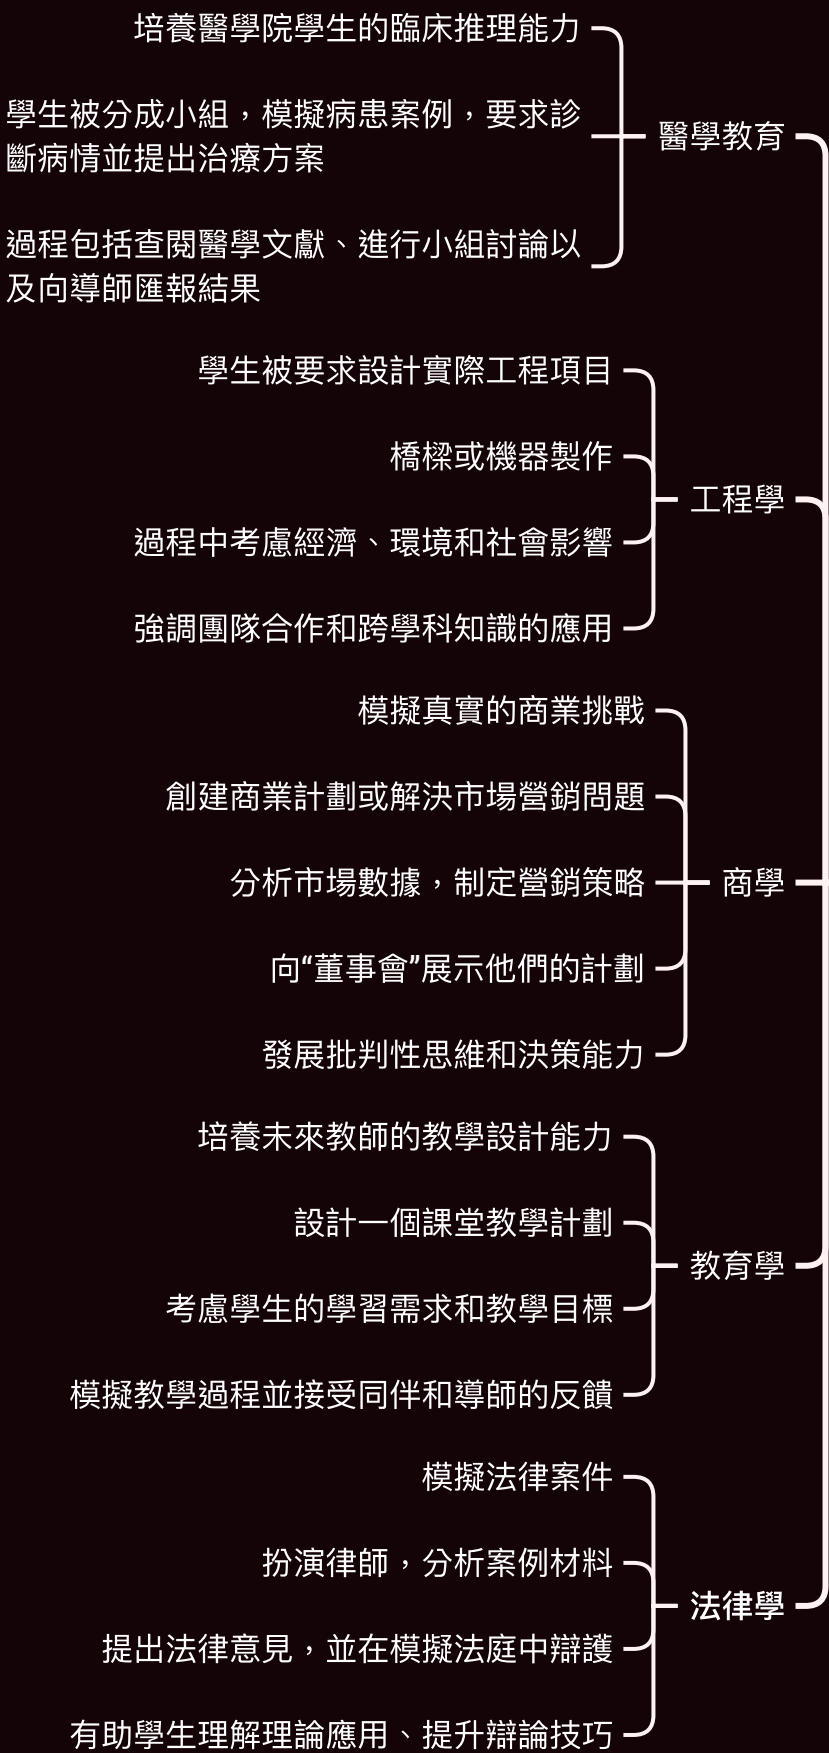 培養醫學院學生的臨床推理能力
學生被分成小組，模擬病患案例，要求診
斷病情並提出治療方案
過程包括查閱醫學文獻、進行小組討論以
及向導師匯報結果
醫學教育
學生被要求設計實際工程項目
橋樑或機器製作
過程中考慮經濟、環境和社會影響
強調團隊合作和跨學科知識的應用
工程學
模擬真實的商業挑戰
創建商業計劃或解決市場營銷問題
分析市場數據，制定營銷策略
向“董事會”展示他們的計劃
發展批判性思維和決策能力
商學
培養未來教師的教學設計能力
設計一個課堂教學計劃
考慮學生的學習需求和教學目標
模擬教學過程並接受同伴和導師的反饋
教育學
模擬法律案件
扮演律師，分析案例材料
提出法律意見，並在模擬法庭中辯護
有助學生理解理論應用、提升辯論技巧
法律學